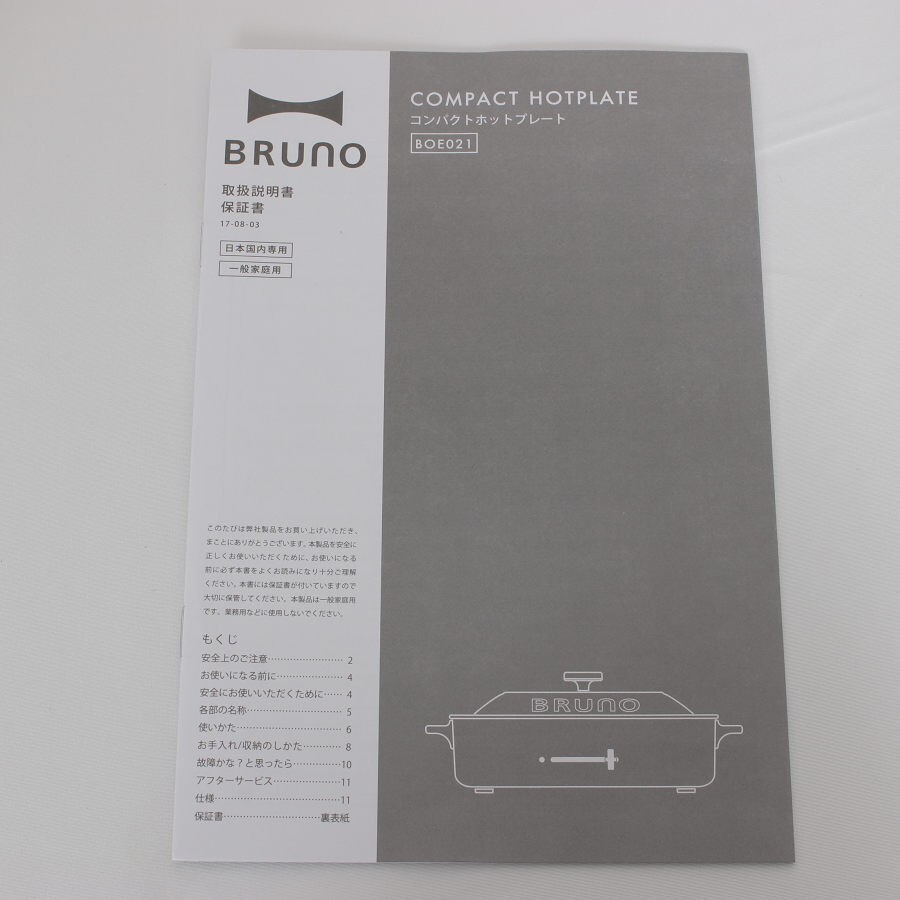 BRUNO
取扱説明書
保証書
17-08-03
日本国内専用
一般家庭用
COMPACT HOTPLATE
コンパクトホットプレート
BOE021
このたびは弊社製品をお買い上げいただき、
まことにありがとうございます。本製品を安全に
正しくお使いいただくために、お使いになる
前に必ず本書をよくお読みになり十分ご理解
ください。本書には保証書が付いていますので
大切に保管してください。本製品は一般家庭用
です。業務用などに使用しないでください。
もくじ
安全上のご注意……………………2
お使いになる前に…………………4
安全にお使いいただくために……4
各部の名称…………………………5
使いかた……………………………6
お手入れ/収納のしかた…………8
故障かな?と思ったら……………10
アフターサービス…………………11
仕様…………………………………11
保証書…………………………裏表紙
BRUNO